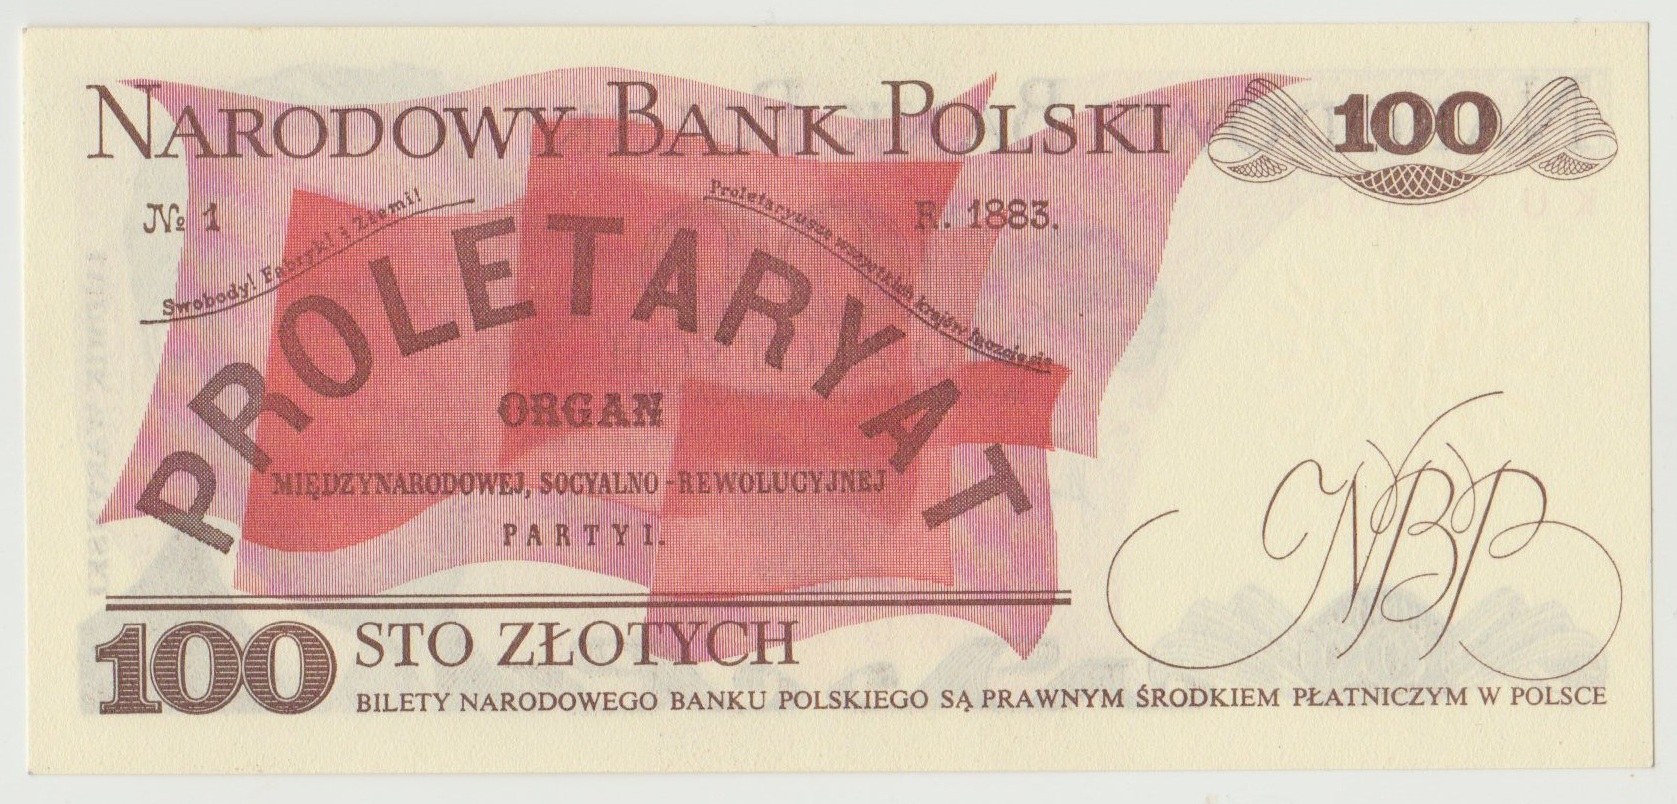 NARODOWY BANK POLSKI 100
№ 1
R. 1883.
Swobody! Fabryki i Ziemi!
Proletaryusze wszystkich krajów łączcie się
PROLETARYAT
ORGAN
MIĘDZYNARODOWEJ, SOCYALNO-REWOLUCYJNEJ
PARTYI.
NBP
100 STO ZŁOTYCH
BILETY NARODOWEGO BANKU POLSKIEGO SĄ PRAWNYM ŚRODKIEM PŁATNICZYM W POLSCE